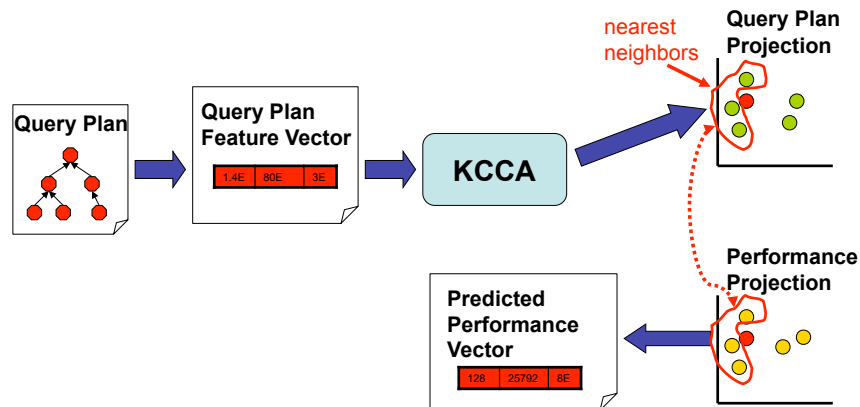 nearest
neighbors
Query Plan
Projection
Query Plan
Query Plan
Feature Vector
1.4E 80E 3E
KCCA
Performance
Projection
Predicted
Performance
Vector
128 25792 8E